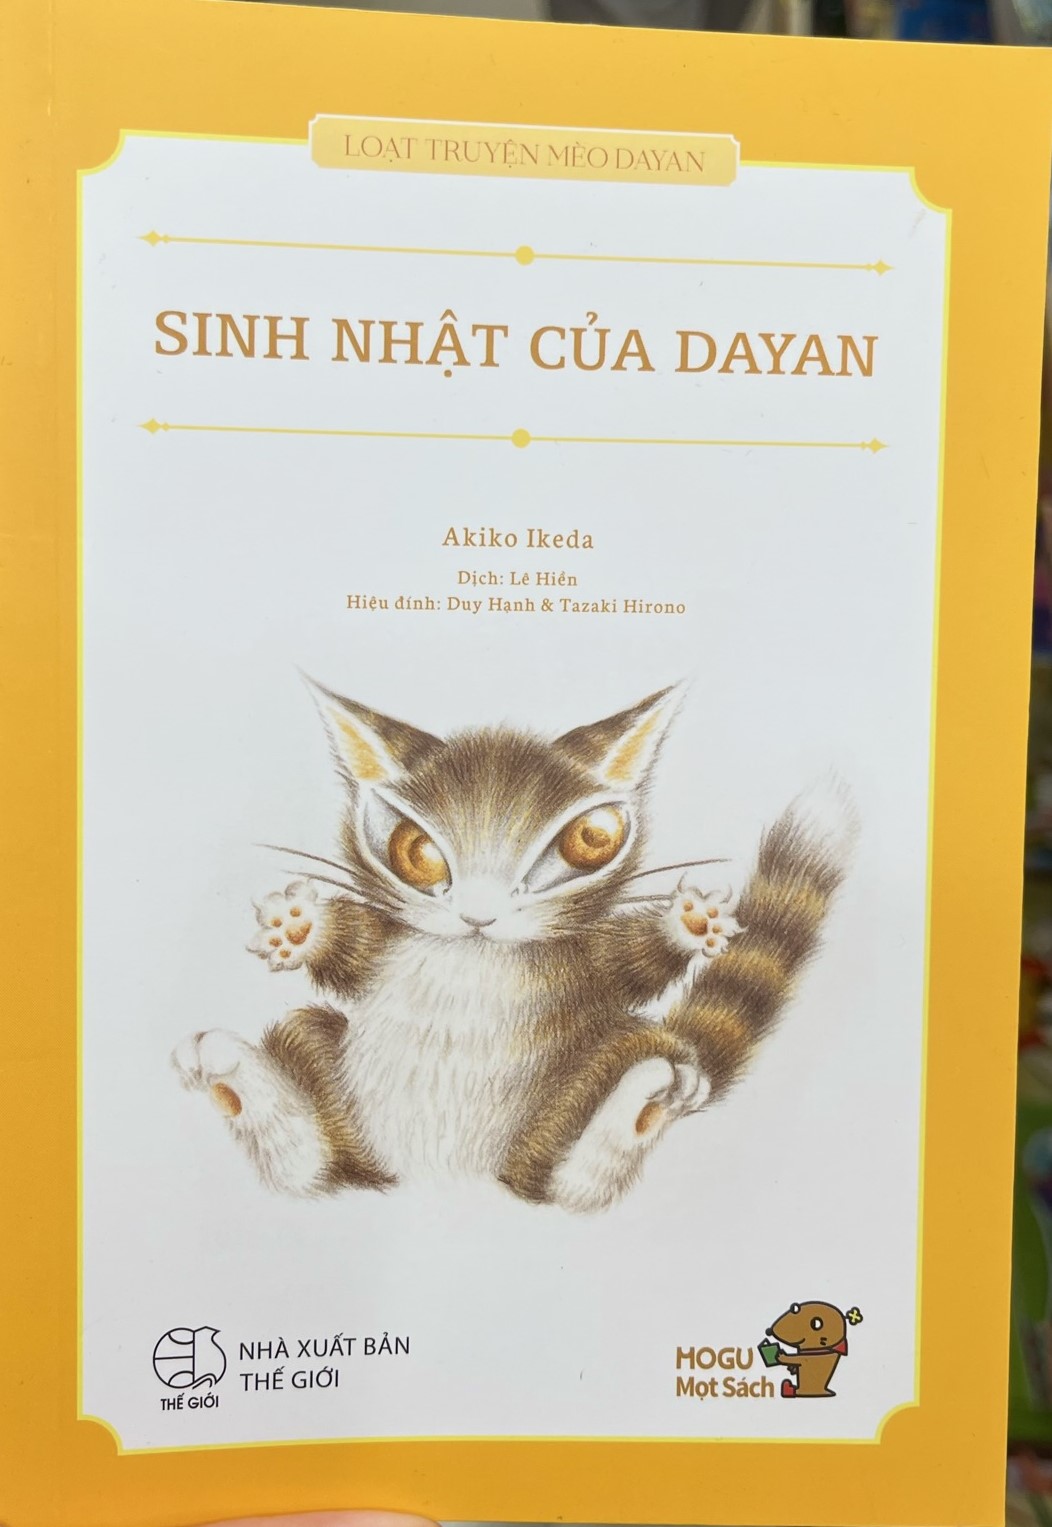 LOẠT TRUYỆN MÈO DAYAN
SINH NHẬT CỦA DAYAN
Akiko Ikeda
Dịch: Lê Hiền
Hiệu đính: Duy Hạnh & Tazaki Hirono
NHÀ XUẤT BẢN
THẾ GIỚI
THẾ GIỚI
HOGU
Mọt Sách